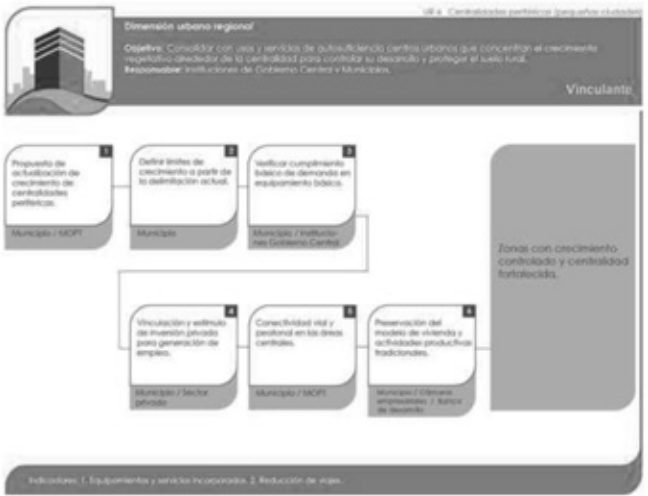 UR 6. Centralidades periféricas (pequeñas ciudades)
Dimensión urbano regional
Objetivo: Consolidar con usos y servicios de autosuficiencia centros urbanos que concentran el crecimiento
vegetativo alrededor de la centralidad para controlar su desarrollo y proteger el suelo rural.
Responsable: Instituciones de Gobierno Central y Municipios.
Vinculante
1
Propuesta de
actualización de
crecimiento de
centralidades
periféricas.
Municipio / MOPT
2
Definir límites de
crecimiento a partir de
la delimitación actual.
Municipio
3
Verificar cumplimiento
básico de demanda en
equipamiento básico.
Municipio / Institucio-
nes Gobierno Central
4
Vinculación y estímulo
de inversión privada
para generación de
empleo.
Municipio / Sector
privado
5
Conectividad vial y
peatonal en las áreas
centrales.
Municipio / MOPT
6
Preservación del
modelo de vivienda y
actividades productivas
tradicionales.
Municipio / Cámaras
empresariales / Banca
de desarrollo
Zonas con crecimiento
controlado y centralidad
fortalecida.
Indicadores: 1. Equipamientos y servicios incorporados. 2. Reducción de viajes.